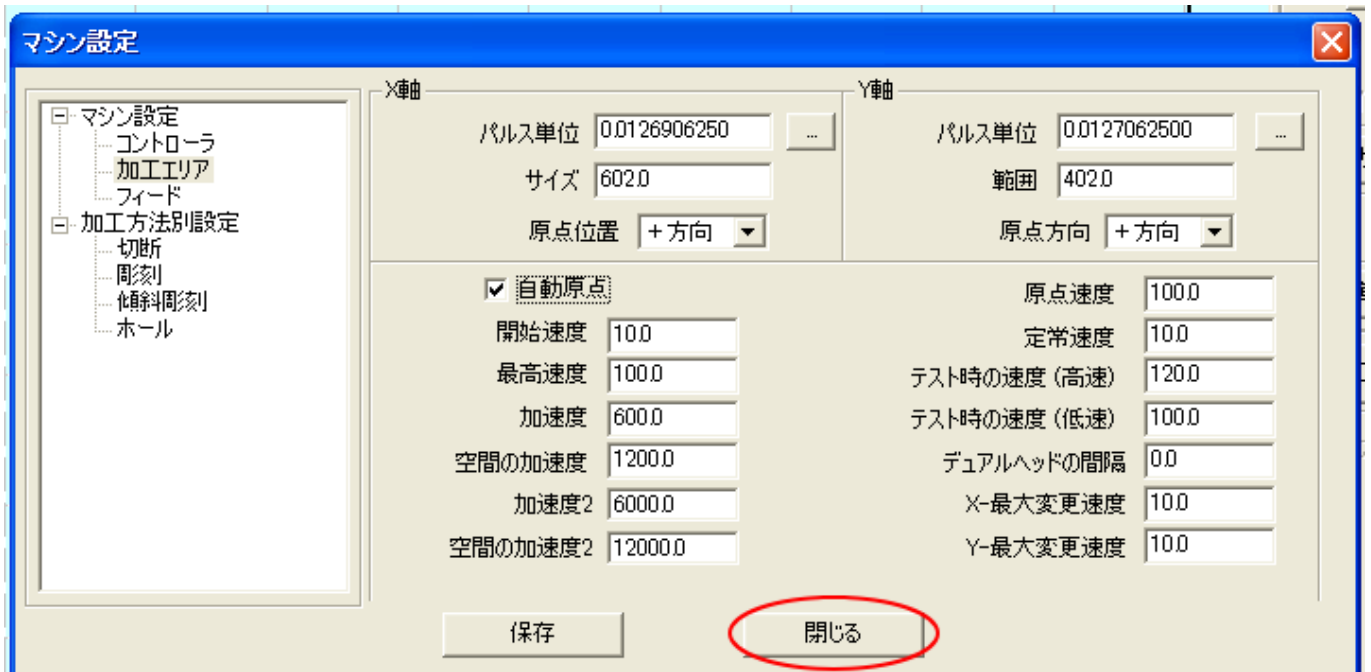 マシン設定
マシン設定
コントローラ
加工エリア
フィード
加工方法別設定
切断
彫刻
傾斜彫刻
ホール
X軸
パルス単位 0.0126906250 ...
サイズ 602.0
原点位置 +方向
Y軸
パルス単位 0.0127062500 ...
範囲 402.0
原点方向 +方向
自動原点
開始速度 10.0
最高速度 100.0
加速度 600.0
空間の加速度 1200.0
加速度2 6000.0
空間の加速度2 12000.0
原点速度 100.0
定常速度 10.0
テスト時の速度(高速) 120.0
テスト時の速度(低速) 100.0
デュアルヘッドの間隔 0.0
X-最大変更速度 10.0
Y-最大変更速度 10.0
保存 閉じる